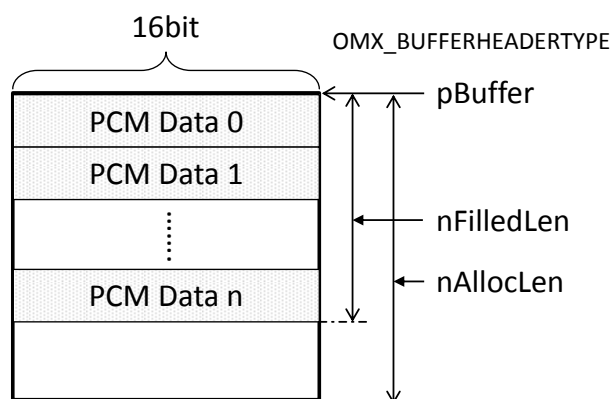 16bit
OMX_BUFFERHEADERTYPE
pBuffer
PCM Data 0
PCM Data 1
nFilledLen
nAllocLen
PCM Data n